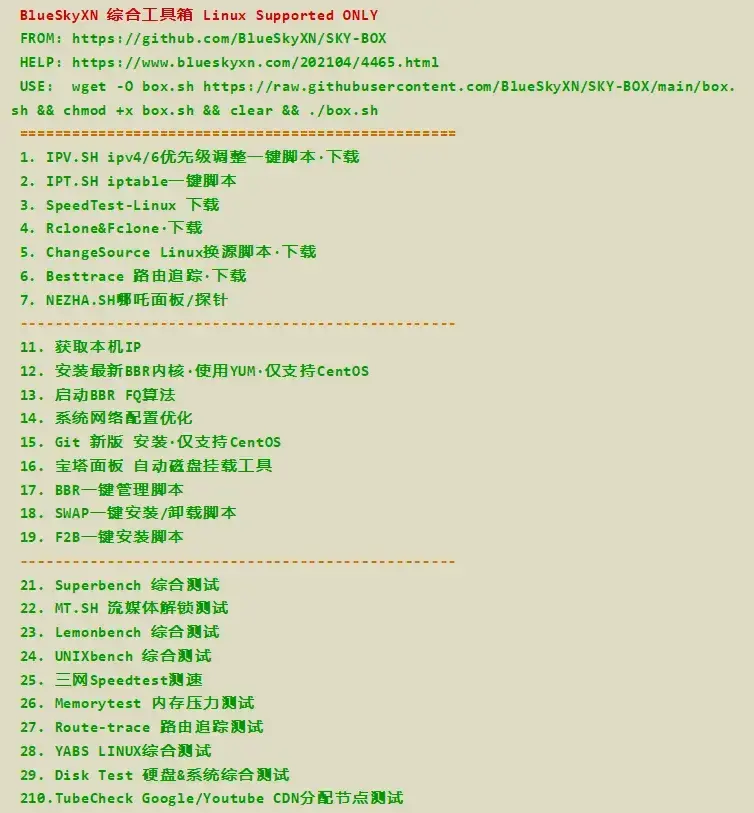 BlueSkyXN 综合工具箱 Linux Supported ONLY
FROM: https://github.com/BlueSkyXN/SKY-BOX
HELP: https://www.blueskyxn.com/202104/4465.html
USE:  wget -O box.sh https://raw.githubusercontent.com/BlueSkyXN/SKY-BOX/main/box.
sh && chmod +x box.sh && clear && ./box.sh
==================================================
1. IPV.SH ipv4/6优先级调整一键脚本·下载
2. IPT.SH iptable一键脚本
3. SpeedTest-Linux 下载
4. Rclone&Fclone·下载
5. ChangeSource Linux换源脚本·下载
6. Besttrace 路由追踪·下载
7. NEZHA.SH哪吒面板/探针
--------------------------------------------------
11. 获取本机IP
12. 安装最新BBR内核·使用YUM·仅支持CentOS
13. 启动BBR FQ算法
14. 系统网络配置优化
15. Git 新版 安装·仅支持CentOS
16. 宝塔面板 自动磁盘挂载工具
17. BBR一键管理脚本
18. SWAP一键安装/卸载脚本
19. F2B一键安装脚本
--------------------------------------------------
21. Superbench 综合测试
22. MT.SH 流媒体解锁测试
23. Lemonbench 综合测试
24. UNIXbench 综合测试
25. 三网Speedtest测速
26. Memorytest 内存压力测试
27. Route-trace 路由追踪测试
28. YABS LINUX综合测试
29. Disk Test 硬盘&系统综合测试
210.TubeCheck Google/Youtube CDN分配节点测试